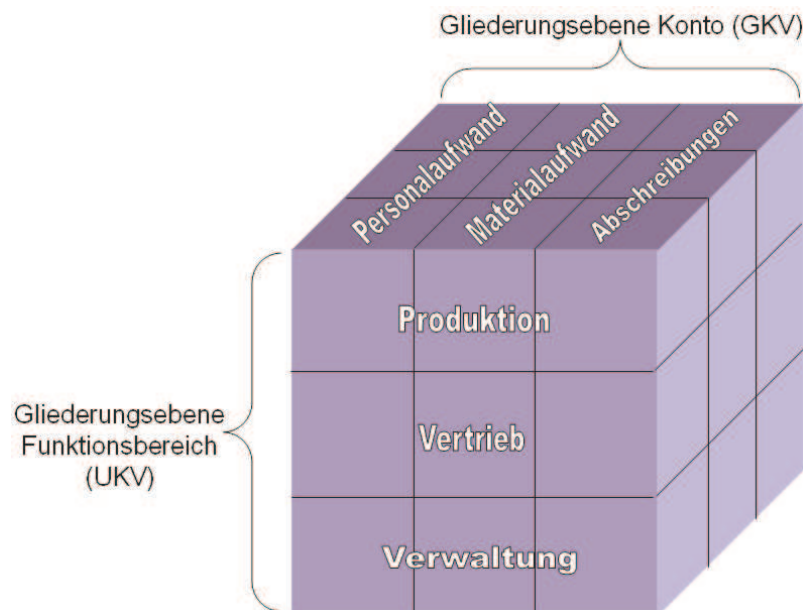 Gliederungsebene Konto (GKV)
Personalaufwand
Materialaufwand
Abschreibungen
Produktion
Gliederungsebene
Funktionsbereich
(UKV)
Vertrieb
Verwaltung